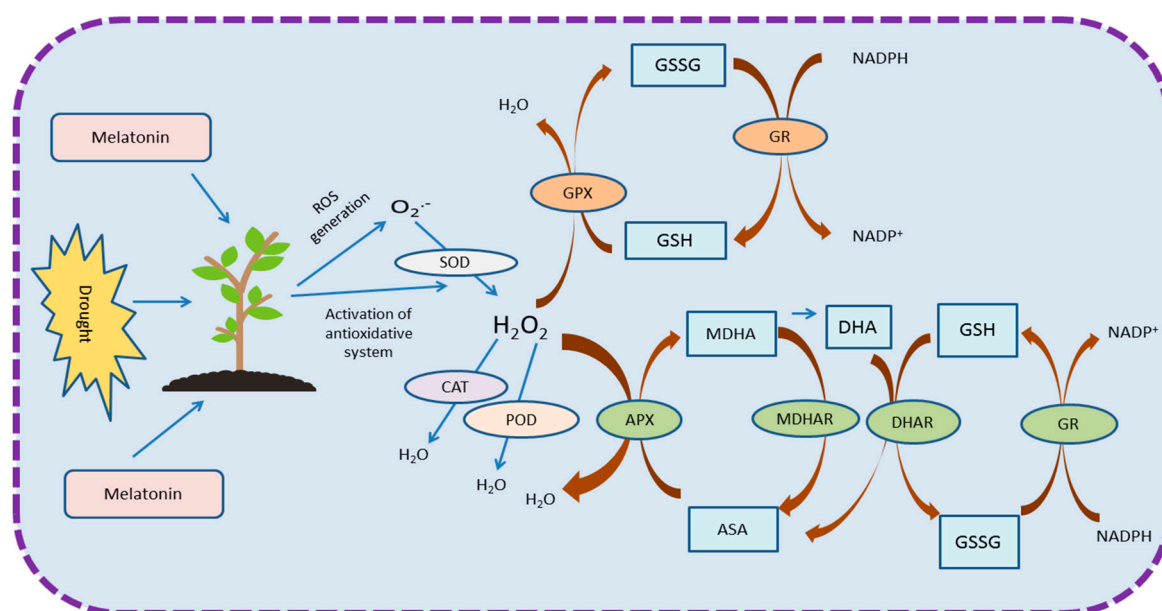 Melatonin
Drought
Melatonin
ROS
generation
O₂·-
SOD
Activation of
antioxidative
system
H₂O₂
CAT
POD
H₂O
H₂O
H₂O
H₂O
GPX
GSSG
GSH
GR
NADPH
NADP⁺
APX
MDHA
DHA
GSH
NADP⁺
MDHAR
DHAR
GR
ASA
GSSG
NADPH